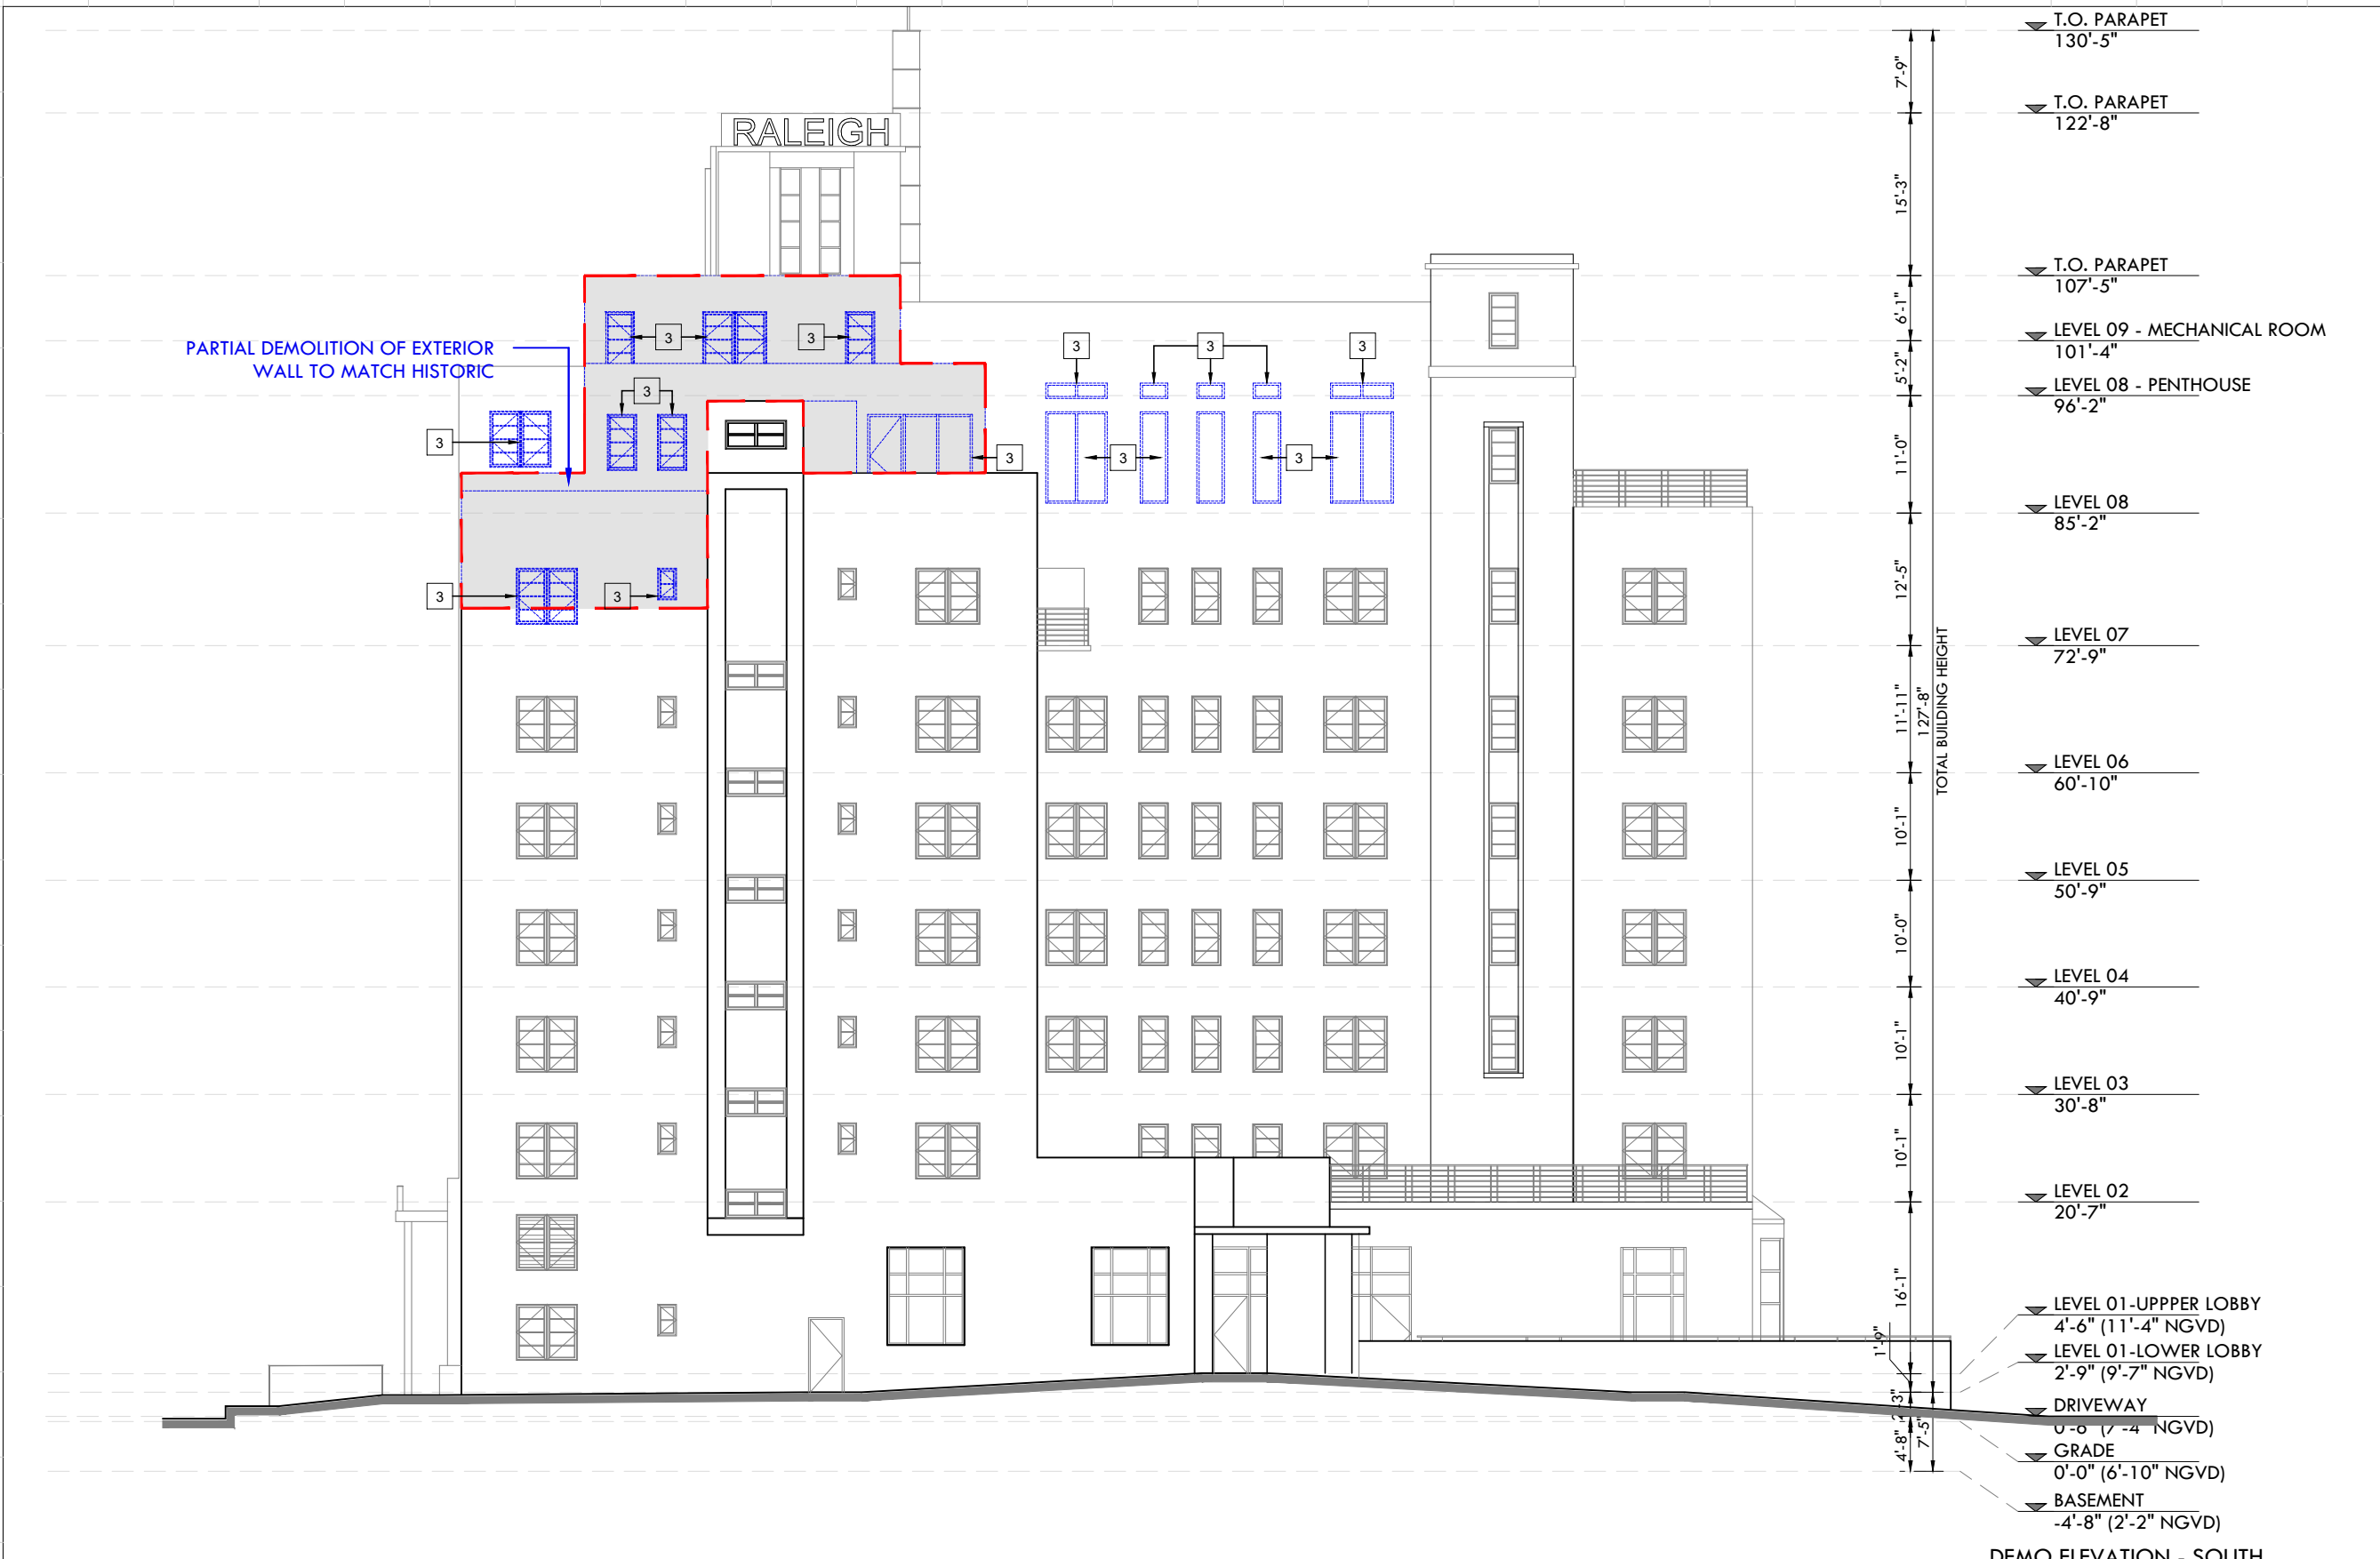 T.O. PARAPET
130'-5"
7'-9"
T.O. PARAPET
122'-8"
RALEIGH
15'-3"
T.O. PARAPET
107'-5"
6'-1"
LEVEL 09 - MECHANICAL ROOM
101'-4"
3
3
3
3
3
PARTIAL DEMOLITION OF EXTERIOR
WALL TO MATCH HISTORIC
5'-2"
LEVEL 08 - PENTHOUSE
96'-2"
3
11'-0"
3
3
3
3
LEVEL 08
85'-2"
12'-5"
3
3
LEVEL 07
72'-9"
11'-11"
127'-8"
TOTAL BUILDING HEIGHT
LEVEL 06
60'-10"
10'-1"
LEVEL 05
50'-9"
10'-0"
LEVEL 04
40'-9"
10'-1"
LEVEL 03
30'-8"
10'-1"
LEVEL 02
20'-7"
16'-1"
LEVEL 01-UPPPER LOBBY
4'-6" (11'-4" NGVD)
1'-9"
LEVEL 01-LOWER LOBBY
2'-9" (9'-7" NGVD)
DRIVEWAY
0'-6" (7'-4" NGVD)
4'-8"
7'-5"
GRADE
0'-0" (6'-10" NGVD)
BASEMENT
-4'-8" (2'-2" NGVD)
DEMO ELEVATION - SOUTH